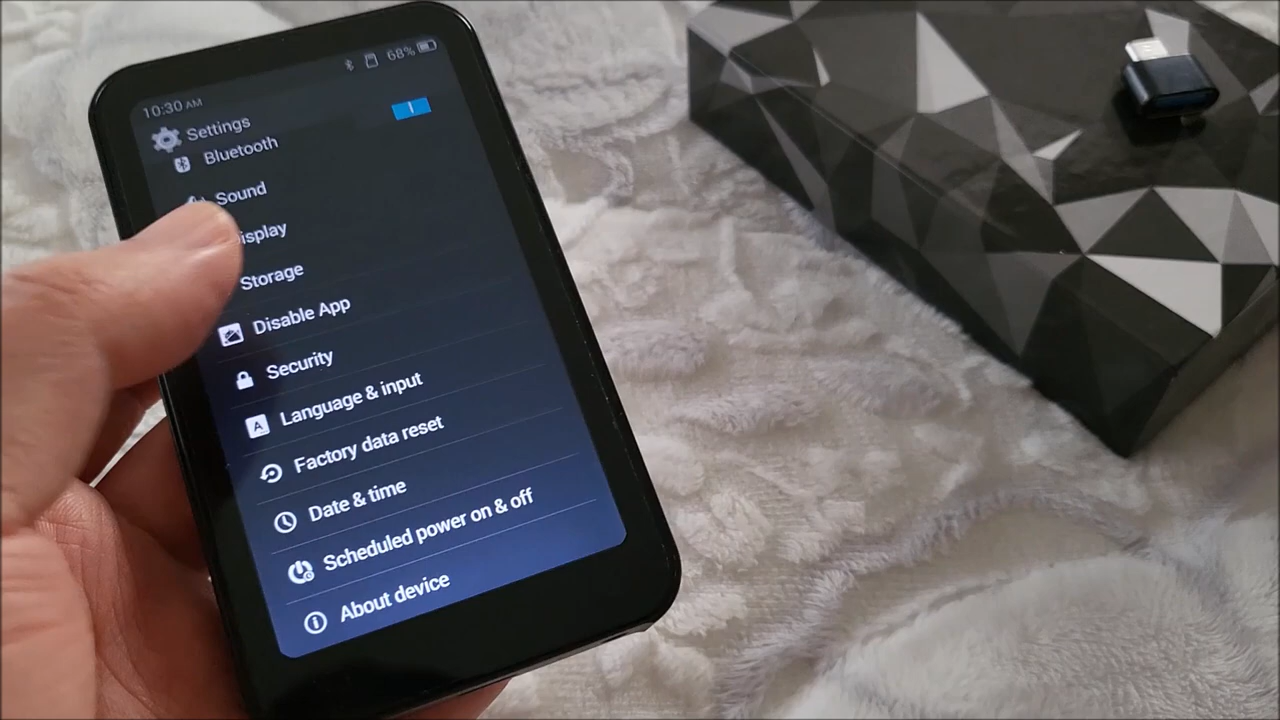 68%
10:30 AM
Settings
Bluetooth
Sound
isplay
Storage
Disable App
Security
Language & input
A
Factory data reset
Date & time
Scheduled power on & off
About device